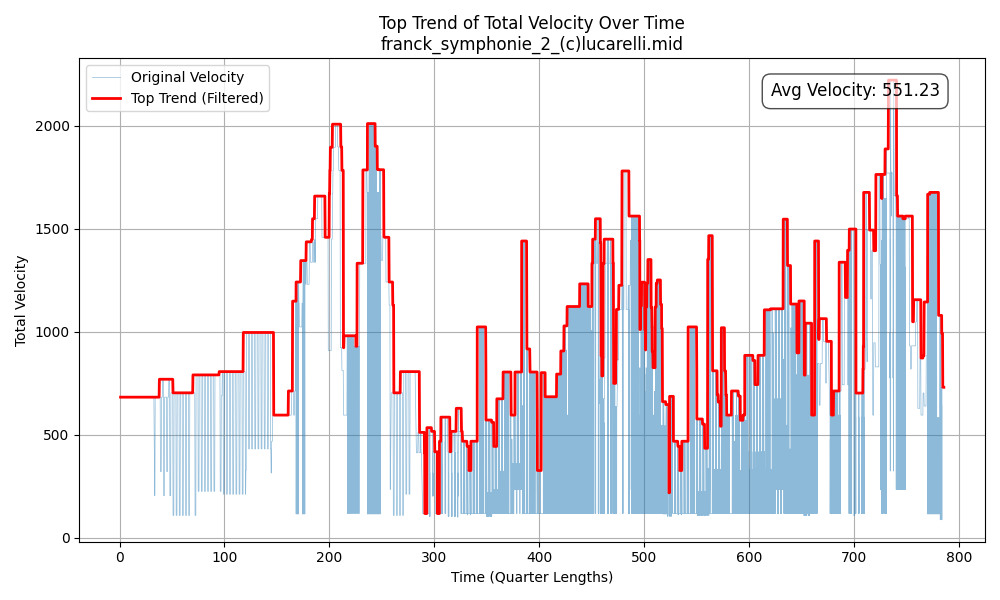 Top Trend of Total Velocity Over Time
franck_symphonie_2_(c)lucarelli.mid
Original Velocity
Top Trend (Filtered)
Avg Velocity: 551.23
Total Velocity
2000
1500
1000
500
0
0 100 200 300 400 500 600 700 800
Time (Quarter Lengths)